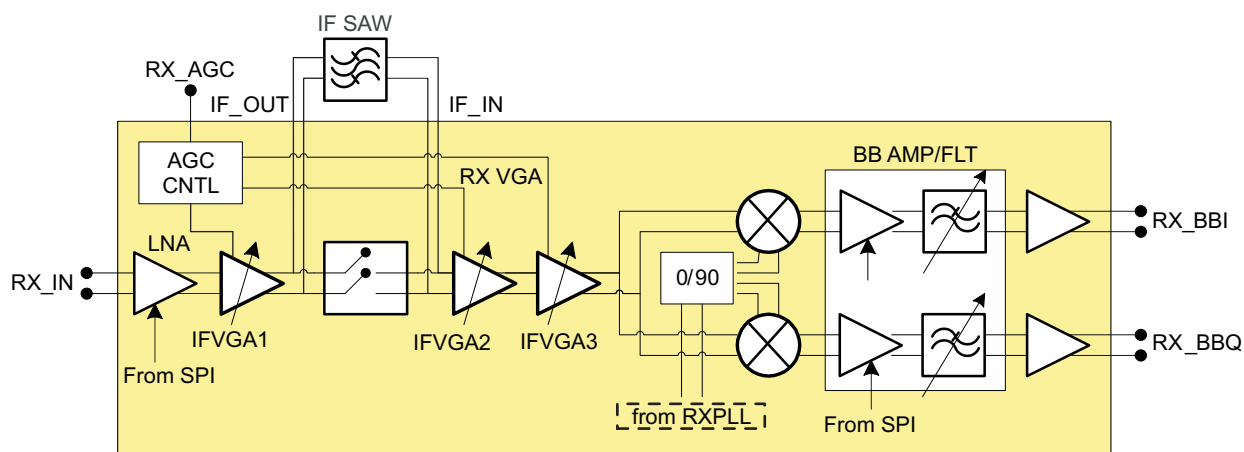 IF SAW
RX_AGC
IF_OUT
IF_IN
AGC
CNTL
RX VGA
BB AMP/FLT
LNA
RX_IN
0/90
RX_BBI
IFVGA1
IFVGA2
IFVGA3
RX_BBQ
From SPI
from RXPLL
From SPI